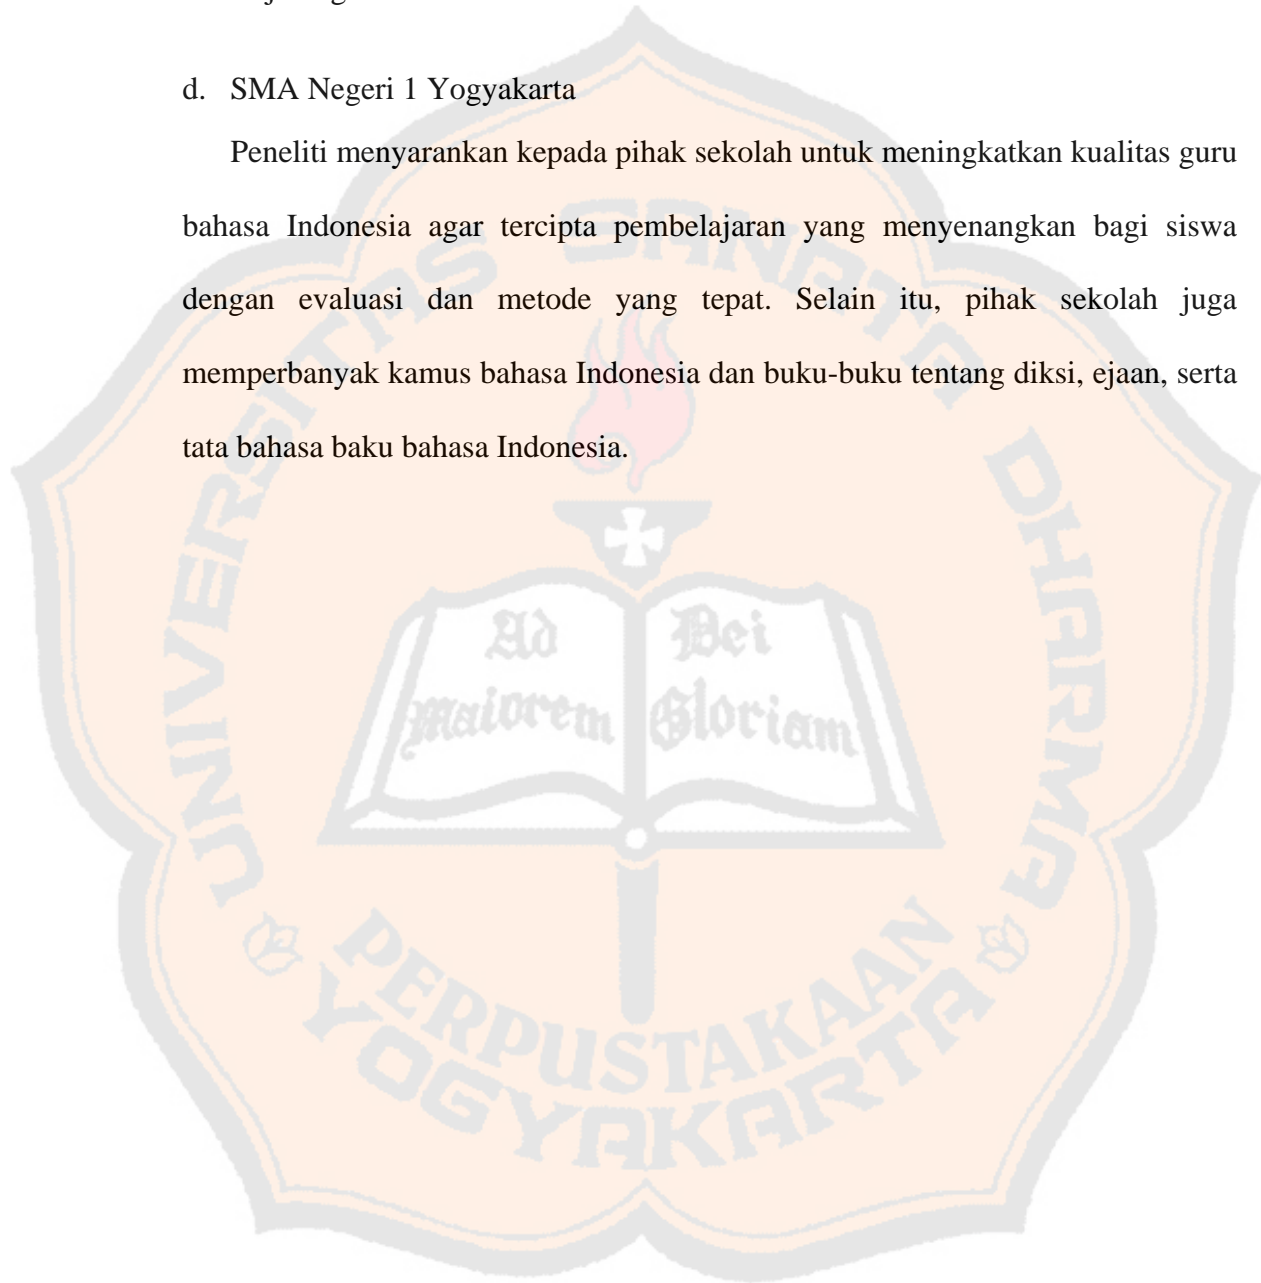 d. SMA Negeri 1 Yogyakarta
Peneliti menyarankan kepada pihak sekolah untuk meningkatkan kualitas guru
bahasa Indonesia agar tercipta pembelajaran yang menyenangkan bagi siswa
dengan evaluasi dan metode yang tepat. Selain itu, pihak sekolah juga
memperbanyak kamus bahasa Indonesia dan buku-buku tentang diksi, ejaan, serta
tata bahasa baku bahasa Indonesia.
UNIVERSITAS SANATA DHARMA
Ad Dei
Maiorem Gloriam
PERPUSTAKAAN
YOGYAKARTA